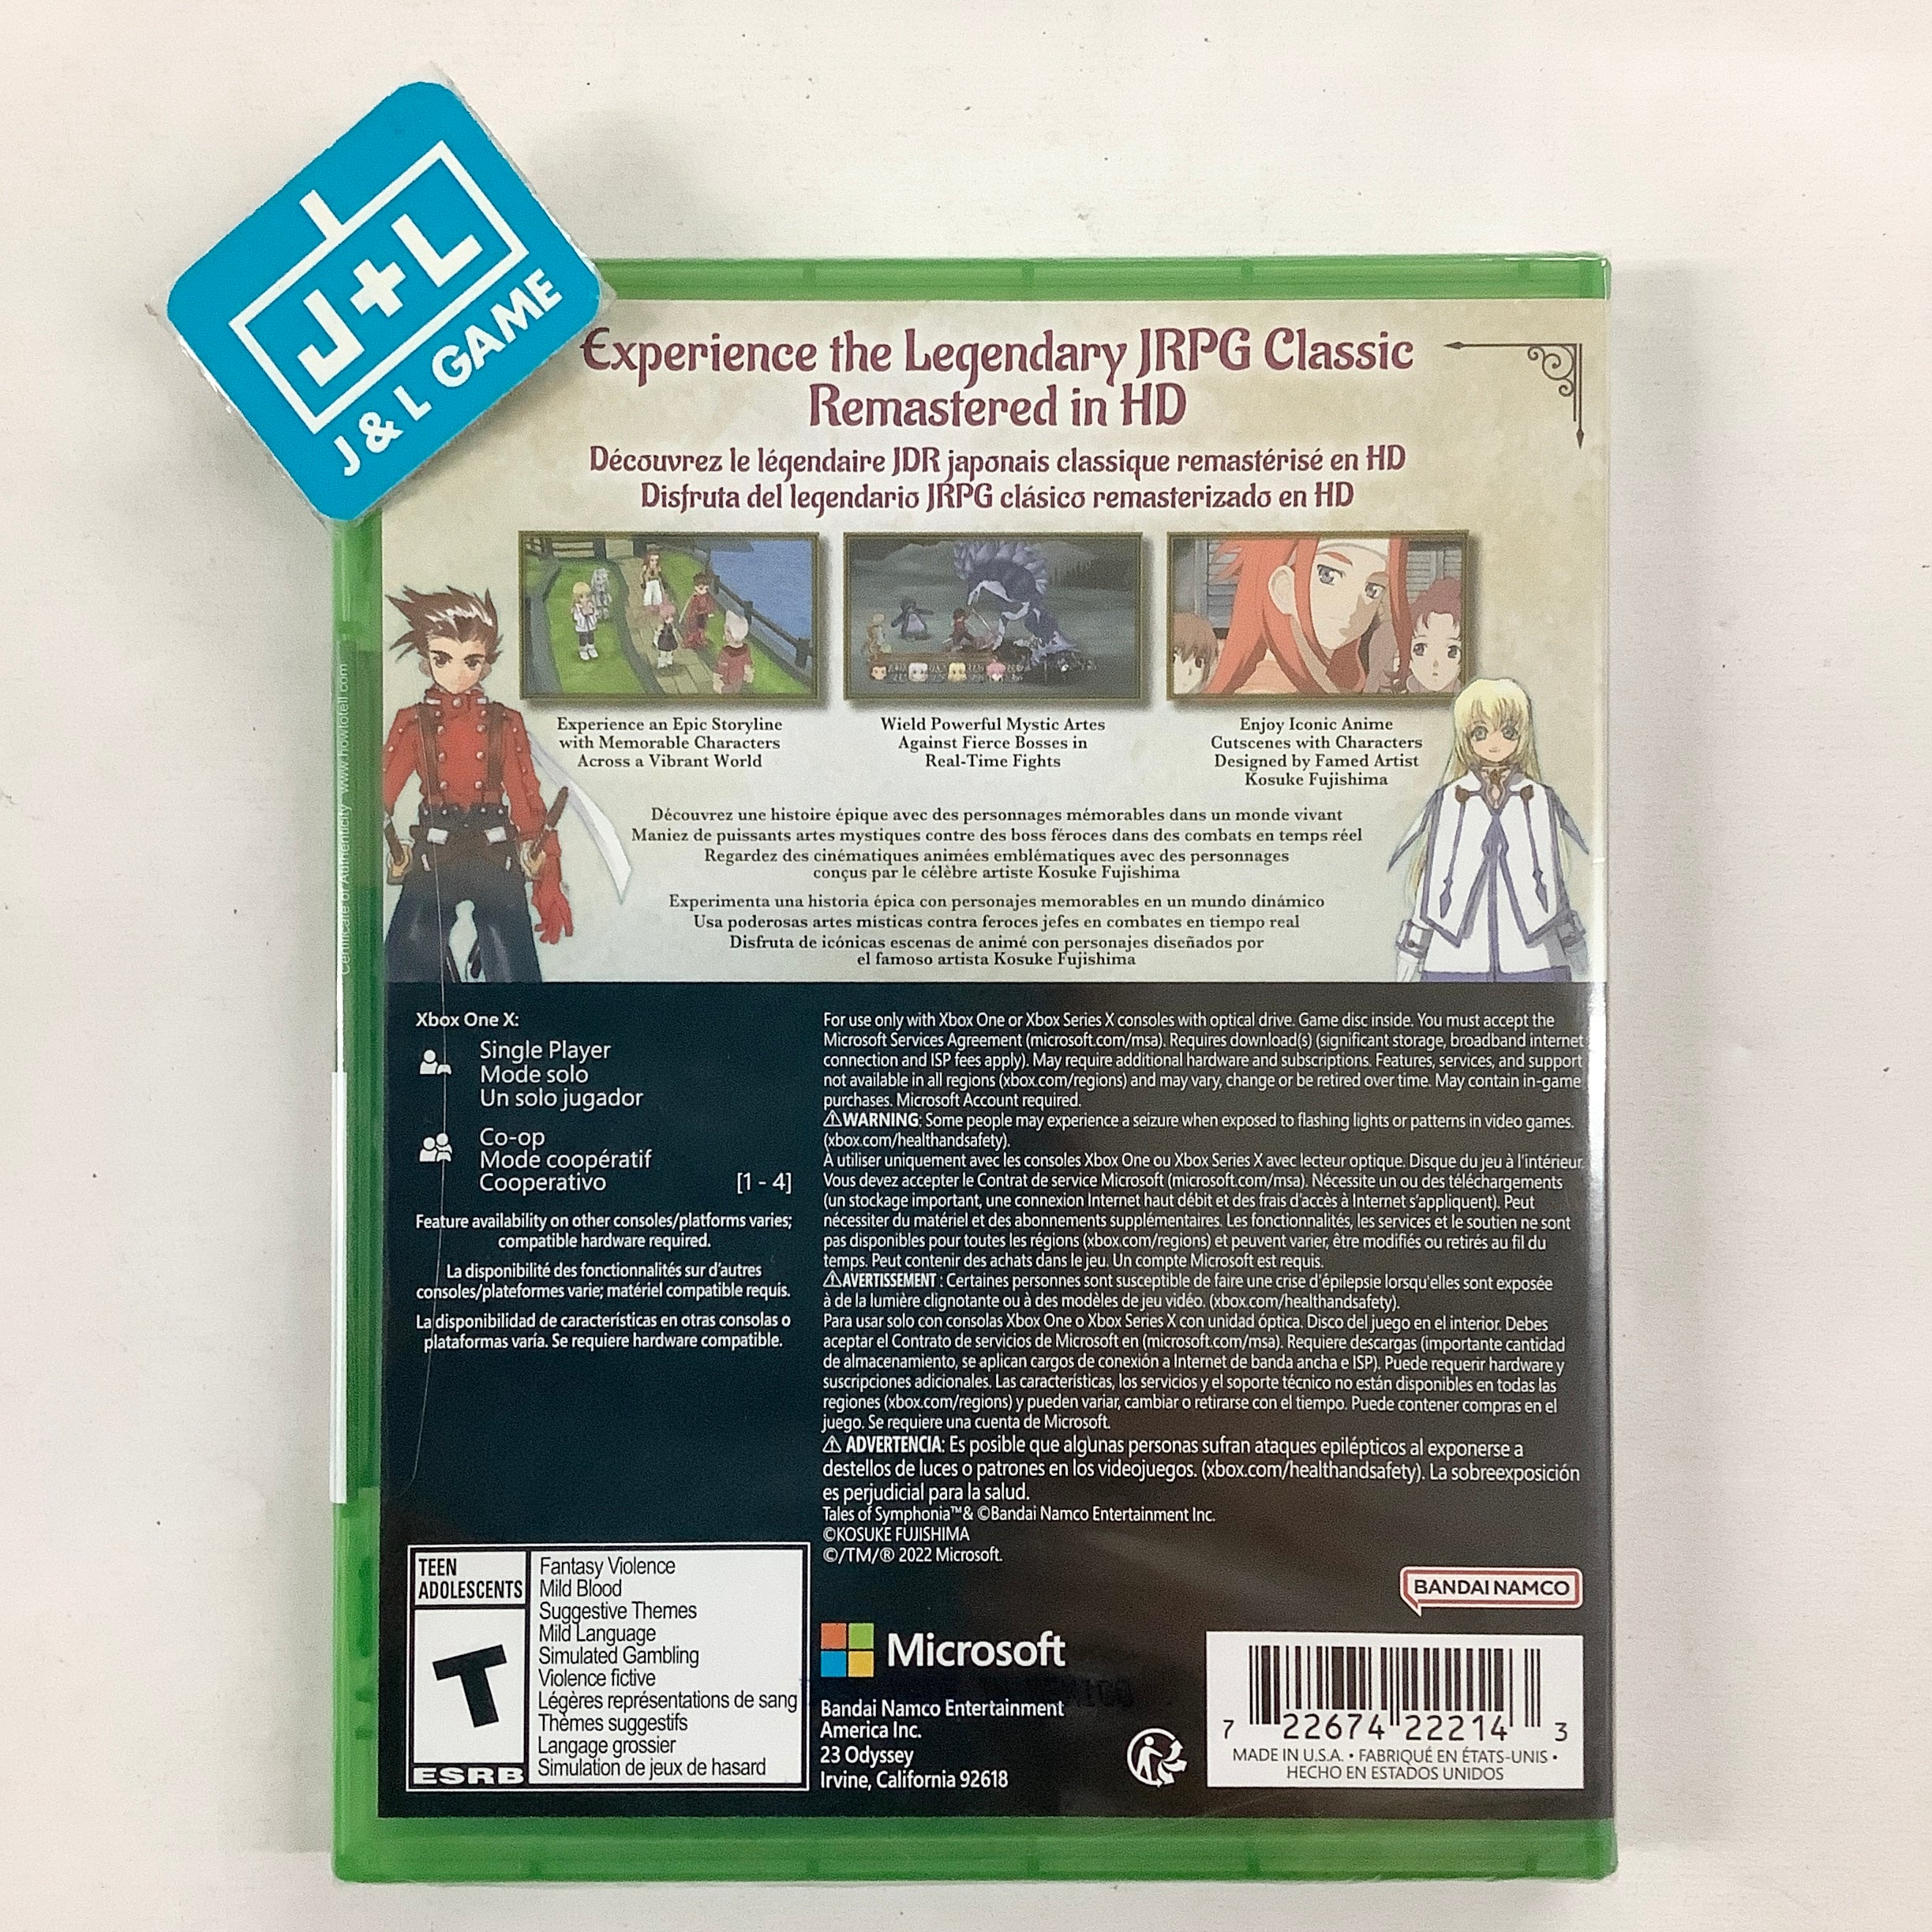 J+L
J & L GAME
Experience the Legendary JRPG Classic
Remastered in HD
Découvrez le légendaire JDR japonais classique remastérisé en HD
Disfruta del legendario JRPG clásico remasterizado en HD
Experience an Epic Storyline
with Memorable Characters
Across a Vibrant World
Wield Powerful Mystic Artes
Against Fierce Bosses in
Real-Time Fights
Enjoy Iconic Anime
Cutscenes with Characters
Designed by Famed Artist
Kosuke Fujishima
Découvrez une histoire épique avec des personnages mémorables dans un monde vivant
Maniez de puissants artes mystiques contre des boss féroces dans des combats en temps réel
Regardez des cinématiques animées emblématiques avec des personnages
conçus par le célèbre artiste Kosuke Fujishima
Experimenta una historia épica con personajes memorables en un mundo dinámico
Usa poderosas artes místicas contra feroces jefes en combates en tiempo real
Disfruta de icónicas escenas de animé con personajes diseñados por
el famoso artista Kosuke Fujishima
Certificate of Authenticity www.howtotell.com
Xbox One X:
Single Player
Mode solo
Un solo jugador
Co-op
Mode coopératif
Cooperativo [1 - 4]
Feature availability on other consoles/platforms varies;
compatible hardware required.
La disponibilité des fonctionnalités sur d'autres
consoles/plateformes varie; matériel compatible requis.
La disponibilidad de características en otras consolas o
plataformas varía. Se requiere hardware compatible.
For use only with Xbox One or Xbox Series X consoles with optical drive. Game disc inside. You must accept the
Microsoft Services Agreement (microsoft.com/msa). Requires download(s) (significant storage, broadband internet
connection and ISP fees apply). May require additional hardware and subscriptions. Features, services, and support
not available in all regions (xbox.com/regions) and may vary, change or be retired over time. May contain in-game
purchases. Microsoft Account required.
⚠WARNING: Some people may experience a seizure when exposed to flashing lights or patterns in video games.
(xbox.com/healthandsafety).
À utiliser uniquement avec les consoles Xbox One ou Xbox Series X avec lecteur optique. Disque du jeu à l'intérieur.
Vous devez accepter le Contrat de service Microsoft (microsoft.com/msa). Nécessite un ou des téléchargements
(un stockage important, une connexion Internet haut débit et des frais d'accès à Internet s'appliquent). Peut
nécessiter du matériel et des abonnements supplémentaires. Les fonctionnalités, les services et le soutien ne sont
pas disponibles pour toutes les régions (xbox.com/regions) et peuvent varier, être modifiés ou retirés au fil du
temps. Peut contenir des achats dans le jeu. Un compte Microsoft est requis.
⚠AVERTISSEMENT : Certaines personnes sont susceptible de faire une crise d'épilepsie lorsqu'elles sont exposée
à de la lumière clignotante ou à des modèles de jeu vidéo. (xbox.com/healthandsafety).
Para usar solo con consolas Xbox One o Xbox Series X con unidad óptica. Disco del juego en el interior. Debes
aceptar el Contrato de servicios de Microsoft en (microsoft.com/msa). Requiere descargas (importante cantidad
de almacenamiento, se aplican cargos de conexión a Internet de banda ancha e ISP). Puede requerir hardware y
suscripciones adicionales. Las características, los servicios y el soporte técnico no están disponibles en todas las
regiones (xbox.com/regions) y pueden variar, cambiar o retirarse con el tiempo. Puede contener compras en el
juego. Se requiere una cuenta de Microsoft.
⚠ ADVERTENCIA: Es posible que algunas personas sufran ataques epilépticos al exponerse a
destellos de luces o patrones en los videojuegos. (xbox.com/healthandsafety). La sobreexposición
es perjudicial para la salud.
Tales of Symphonia™& ©Bandai Namco Entertainment Inc.
©KOSUKE FUJISHIMA
©/TM/® 2022 Microsoft.
TEEN
ADOLESCENTS
T
ESRB
Fantasy Violence
Mild Blood
Suggestive Themes
Mild Language
Simulated Gambling
Violence fictive
Légères représentations de sang
Thèmes suggestifs
Langage grossier
Simulation de jeux de hasard
Microsoft
Bandai Namco Entertainment
America Inc.
23 Odyssey
Irvine, California 92618
BANDAI NAMCO
7 22674 22214 3
MADE IN U.S.A. • FABRIQUÉ EN ÉTATS-UNIS •
HECHO EN ESTADOS UNIDOS